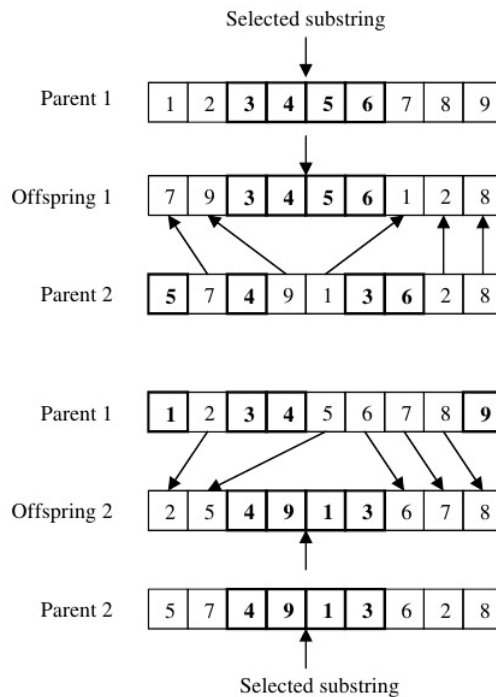 Selected substring
Parent 1 1 2 3 4 5 6 7 8 9
Offspring 1 7 9 3 4 5 6 1 2 8
Parent 2 5 7 4 9 1 3 6 2 8
Parent 1 1 2 3 4 5 6 7 8 9
Offspring 2 2 5 4 9 1 3 6 7 8
Parent 2 5 7 4 9 1 3 6 2 8
Selected substring